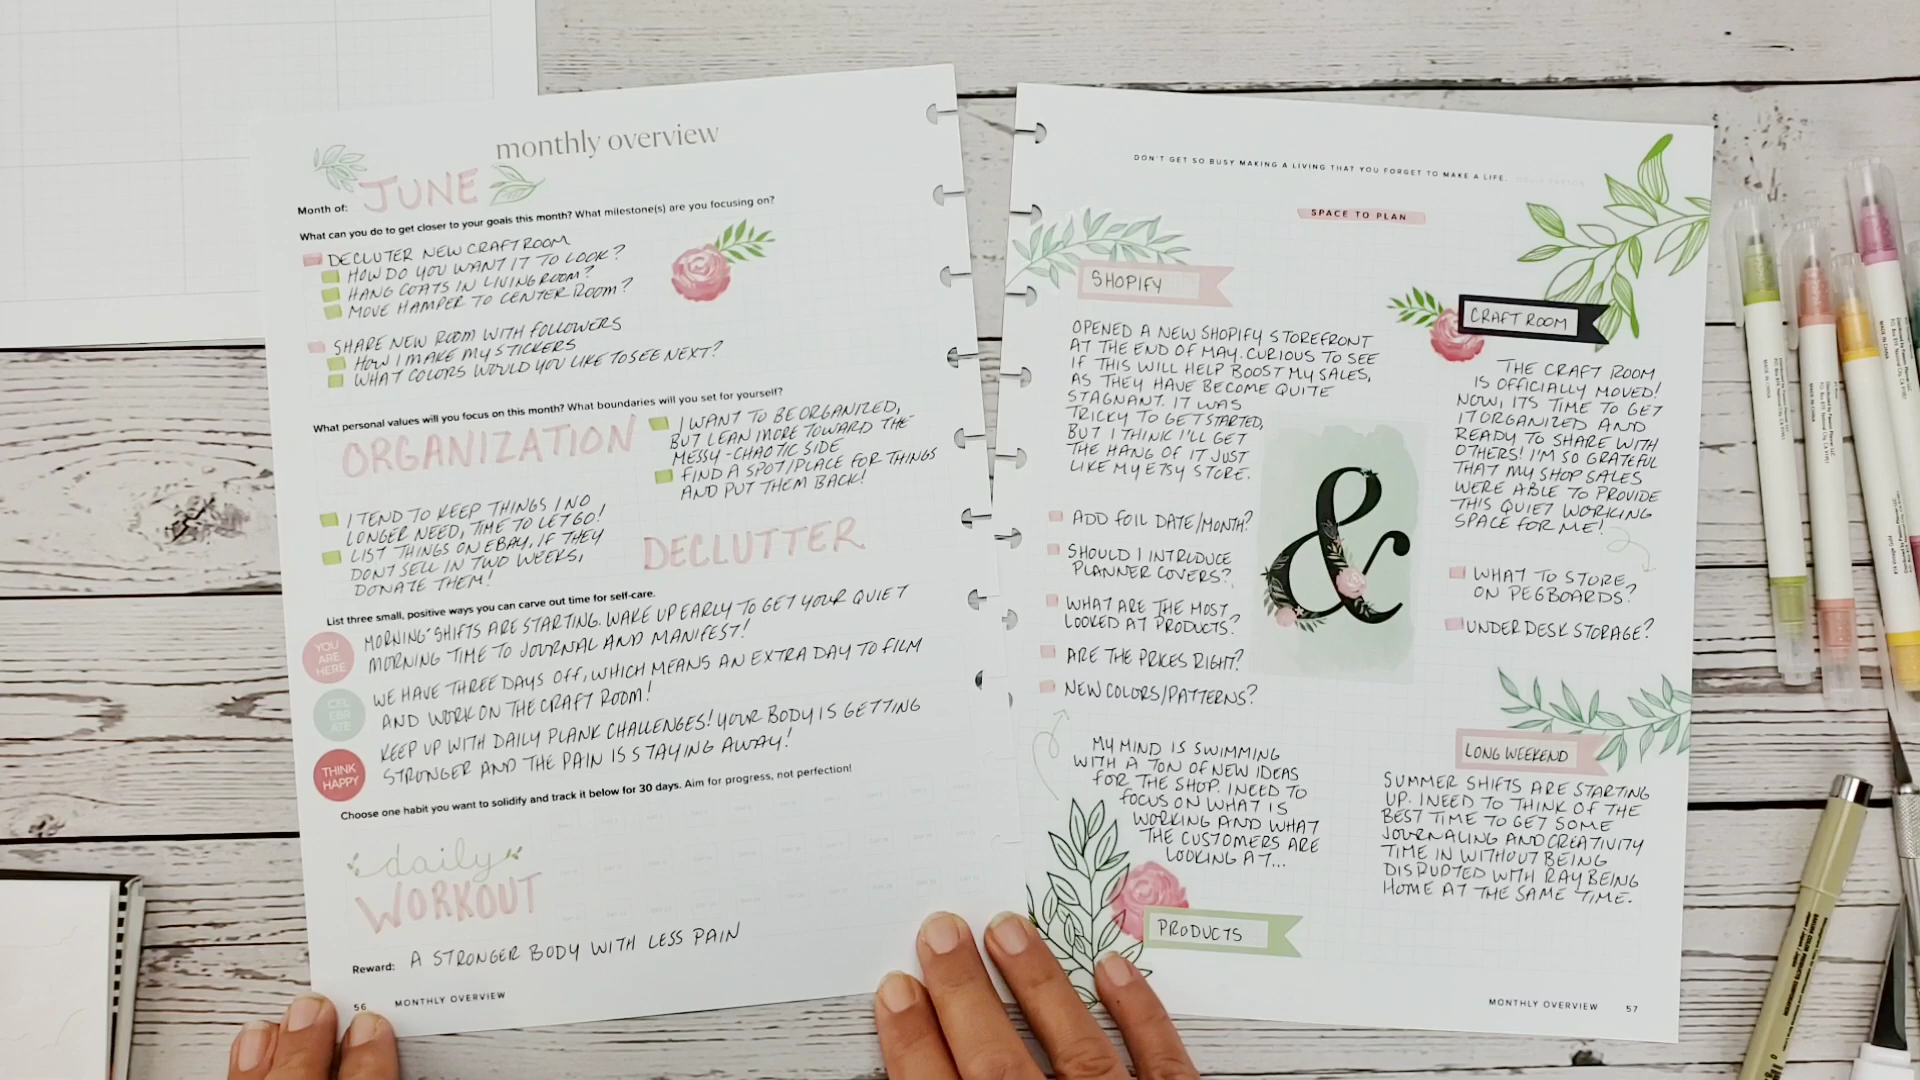 monthly overview
Month of: JUNE
What can you do to get closer to your goals this month? What milestone(s) are you focusing on?
DECLUTER NEW CRAFT ROOM
HOW DO YOU WANT IT TO LOOK?
HANG COATS IN LIVING ROOM?
MOVE HAMPER TO CENTER ROOM?
SHARE NEW ROOM WITH FOLLOWERS
HOW I MAKE MY STICKERS
WHAT COLORS WOULD YOU LIKE TO SEE NEXT?
What personal values will you focus on this month? What boundaries will you set for yourself?
ORGANIZATION
I WANT TO BE ORGANIZED,
BUT LEAN MORE TOWARD THE
MESSY-CHAOTIC SIDE
FIND A SPOT/PLACE FOR THINGS
AND PUT THEM BACK!
I TEND TO KEEP THINGS I NO
LONGER NEED, TIME TO LET GO!
LIST THINGS ON EBAY. IF THEY
DONT SELL IN TWO WEEKS,
DONATE THEM!
DECLUTTER
List three small, positive ways you can carve out time for self-care.
YOU
ARE
HERE
MORNING SHIFTS ARE STARTING. WAKE UP EARLY TO GET YOUR QUIET
MORNING TIME TO JOURNAL AND MANIFEST!
CEL
EBR
ATE
WE HAVE THREE DAYS OFF, WHICH MEANS AN EXTRA DAY TO FILM
AND WORK ON THE CRAFT ROOM!
THINK
HAPPY
KEEP UP WITH DAILY PLANK CHALLENGES! YOUR BODY IS GETTING
STRONGER AND THE PAIN IS STAYING AWAY!
Choose one habit you want to solidify and track it below for 30 days. Aim for progress, not perfection!
daily
WORKOUT
Reward: A STRONGER BODY WITH LESS PAIN
56 MONTHLY OVERVIEW
DON'T GET SO BUSY MAKING A LIVING THAT YOU FORGET TO MAKE A LIFE.
SPACE TO PLAN
SHOPIFY
OPENED A NEW SHOPIFY STOREFRONT
AT THE END OF MAY. CURIOUS TO SEE
IF THIS WILL HELP BOOST MY SALES,
AS THEY HAVE BECOME QUITE
STAGNANT. IT WAS
TRICKY TO GET STARTED,
BUT I THINK I'LL GET
THE HANG OF IT JUST
LIKE MY ETSY STORE.
ADD FOIL DATE/MONTH?
SHOULD I INTRDUCE
PLANNER COVERS?
WHAT ARE THE MOST
LOOKED AT PRODUCTS?
ARE THE PRICES RIGHT?
NEW COLORS/PATTERNS?
MY MIND IS SWIMMING
WITH A TON OF NEW IDEAS
FOR THE SHOP. I NEED TO
FOCUS ON WHAT IS
WORKING AND WHAT
THE CUSTOMERS ARE
LOOKING AT...
PRODUCTS
&
CRAFT ROOM
THE CRAFT ROOM
IS OFFICIALLY MOVED!
NOW, ITS TIME TO GET
IT ORGANIZED AND
READY TO SHARE WITH
OTHERS! I'M SO GRATEFUL
THAT MY SHOP SALES
WERE ABLE TO PROVIDE
THIS QUIET WORKING
SPACE FOR ME!
WHAT TO STORE
ON PEGBOARDS?
UNDER DESK STORAGE?
LONG WEEKEND
SUMMER SHIFTS ARE STARTING
UP. I NEED TO THINK OF THE
BEST TIME TO GET SOME
JOURNALING AND CREATIVITY
TIME IN WITHOUT BEING
DISRUPTED WITH RAY BEING
HOME AT THE SAME TIME.
MONTHLY OVERVIEW 57